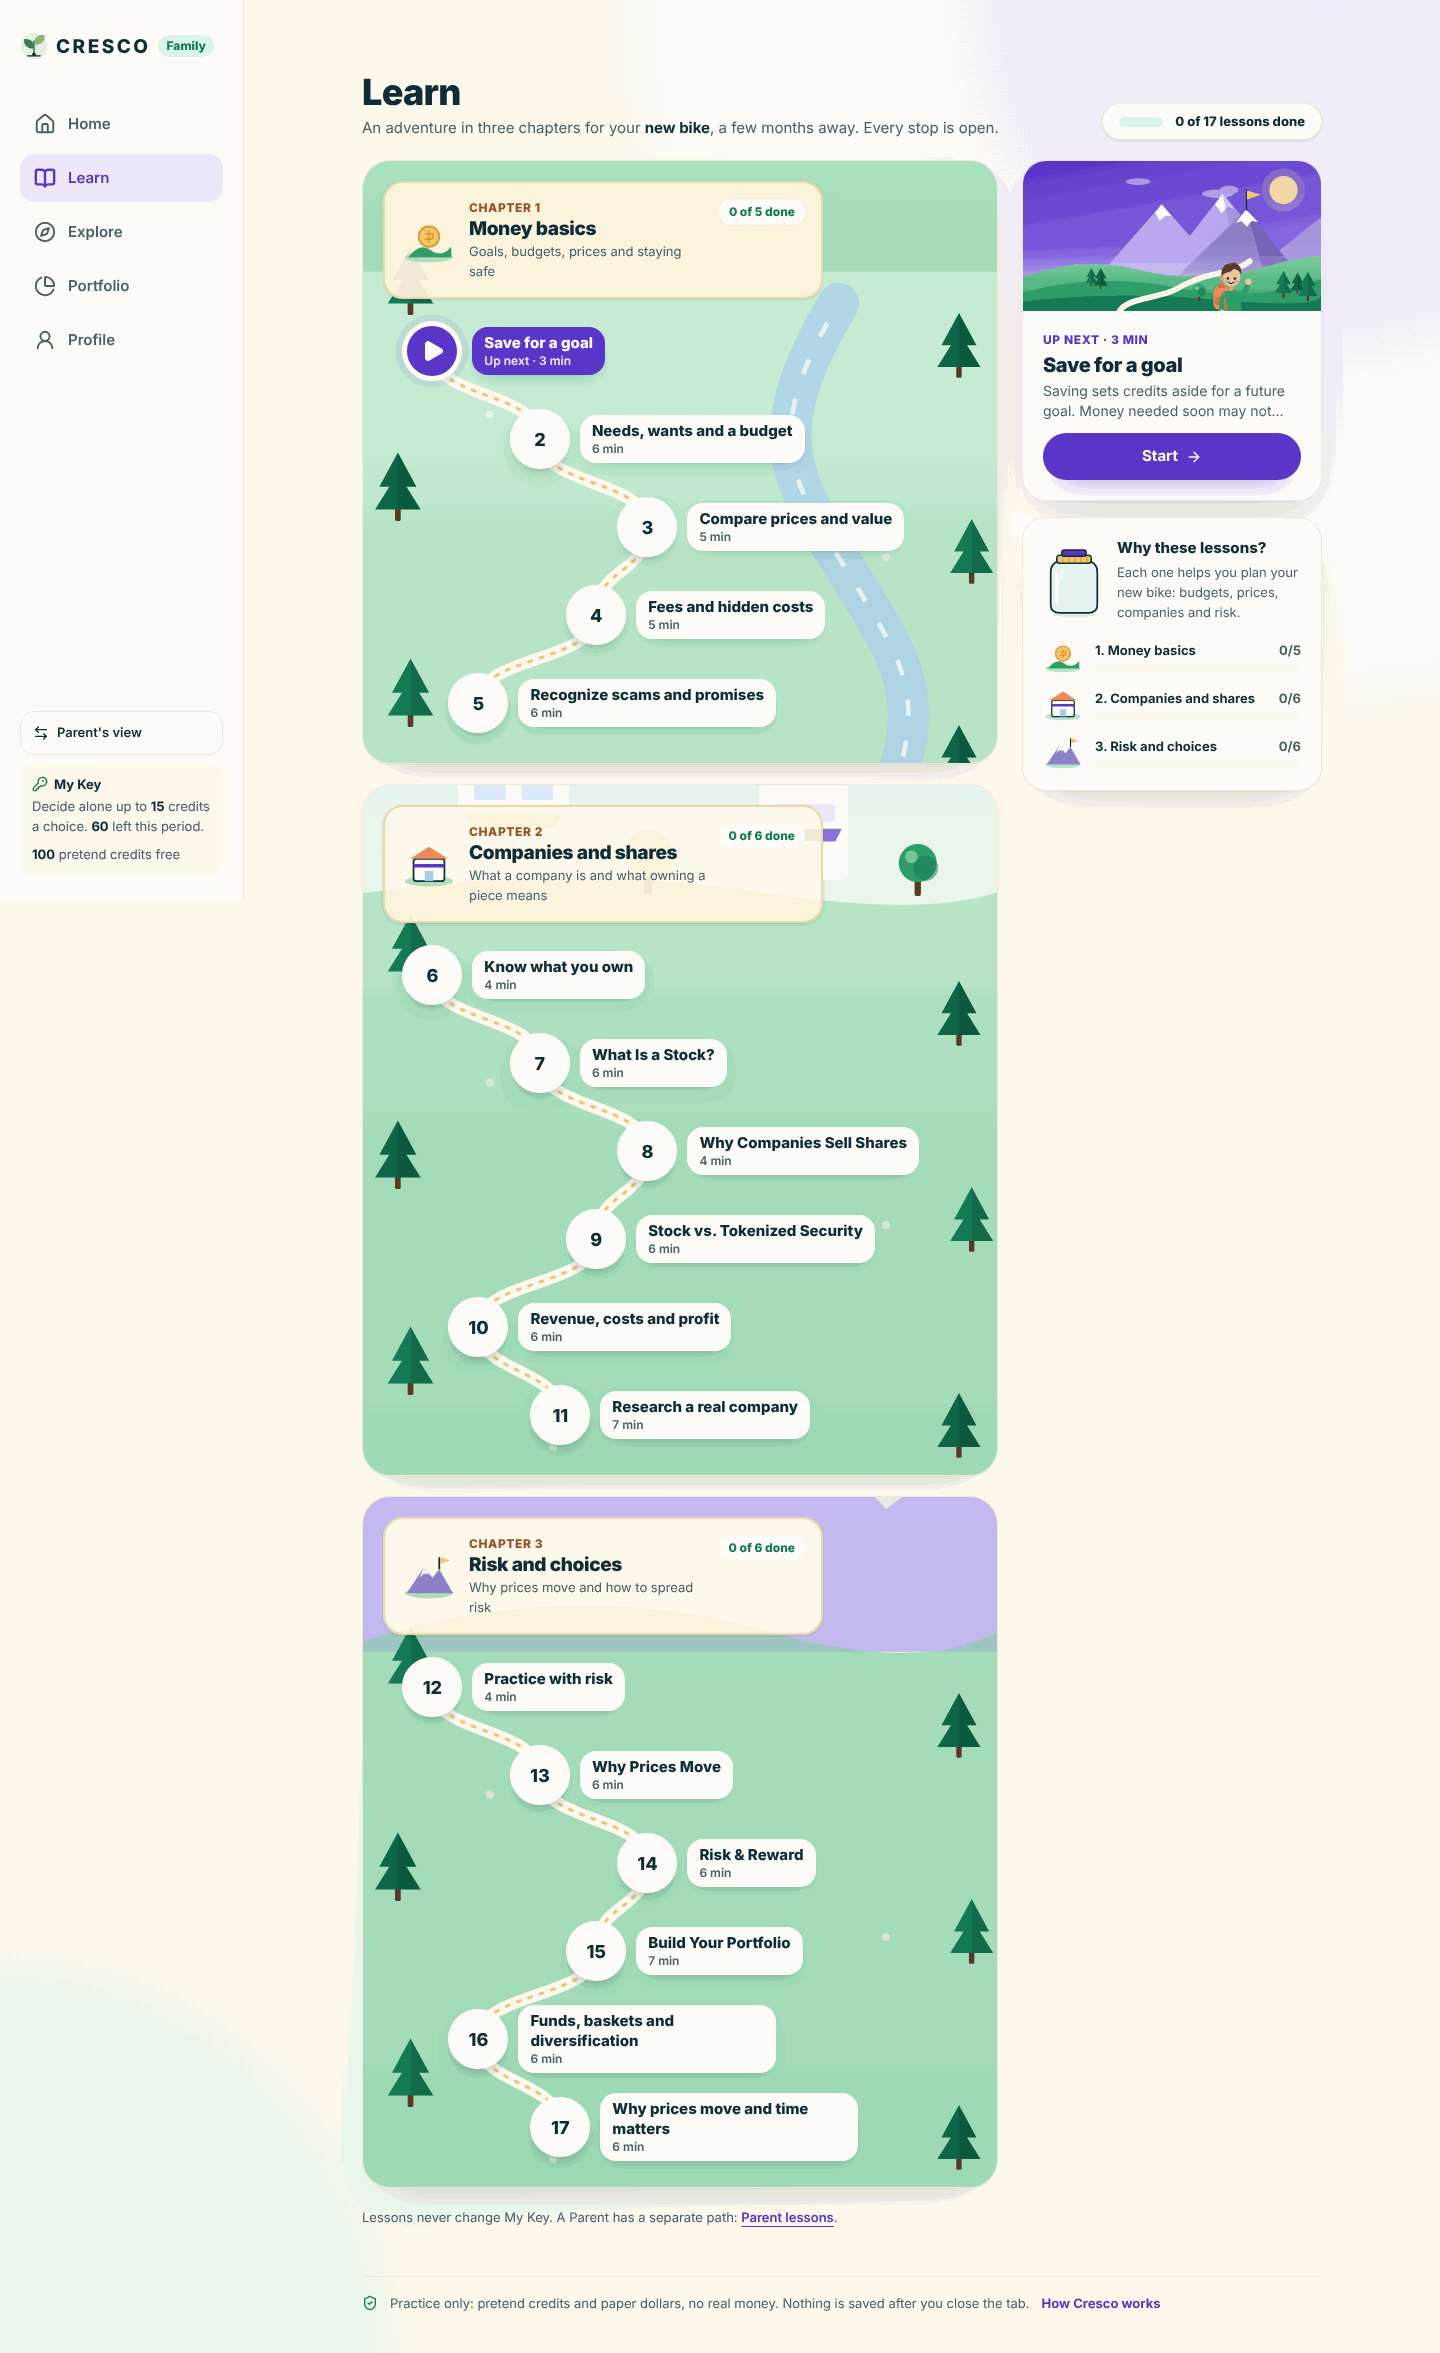 CRESCO Family
Home
Learn
Explore
Portfolio
Profile
Parent's view
My Key
Decide alone up to 15 credits
a choice. 60 left this period.
100 pretend credits free
Learn
An adventure in three chapters for your new bike, a few months away. Every stop is open.
0 of 17 lessons done
CHAPTER 1
0 of 5 done
Money basics
Goals, budgets, prices and staying
safe
Save for a goal
Up next · 3 min
2
Needs, wants and a budget
6 min
3
Compare prices and value
5 min
4
Fees and hidden costs
5 min
5
Recognize scams and promises
6 min
CHAPTER 2
0 of 6 done
Companies and shares
What a company is and what owning a
piece means
6
Know what you own
4 min
7
What Is a Stock?
6 min
8
Why Companies Sell Shares
4 min
9
Stock vs. Tokenized Security
6 min
10
Revenue, costs and profit
6 min
11
Research a real company
7 min
CHAPTER 3
0 of 6 done
Risk and choices
Why prices move and how to spread
risk
12
Practice with risk
4 min
13
Why Prices Move
6 min
14
Risk & Reward
6 min
15
Build Your Portfolio
7 min
16
Funds, baskets and
diversification
6 min
17
Why prices move and time
matters
6 min
UP NEXT · 3 MIN
Save for a goal
Saving sets credits aside for a future
goal. Money needed soon may not...
Start
Why these lessons?
Each one helps you plan your
new bike: budgets, prices,
companies and risk.
1. Money basics 0/5
2. Companies and shares 0/6
3. Risk and choices 0/6
Lessons never change My Key. A Parent has a separate path: Parent lessons.
Practice only: pretend credits and paper dollars, no real money. Nothing is saved after you close the tab. How Cresco works